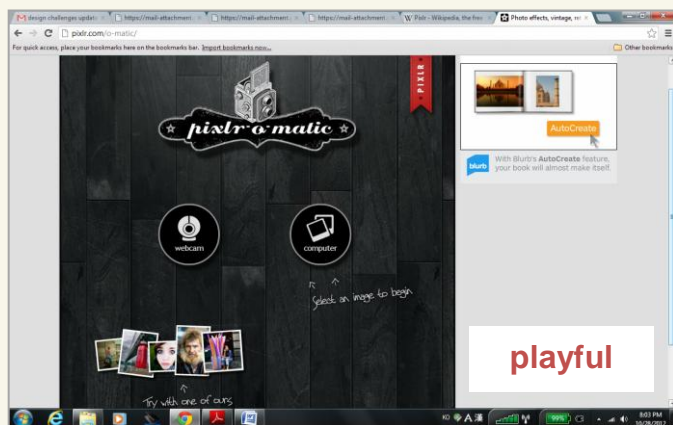 design challenges update
https://mail-attachment.
https://mail-attachment.
https://mail-attachment.
Pixlr - Wikipedia, the free
Photo effects, vintage, re
pixlr.com/o-matic/
For quick access, place your bookmarks here on the bookmarks bar. Import bookmarks now...
Other bookmarks
PIXLR
pixlr-o-matic
AutoCreate
blurb
With Blurb's AutoCreate feature,
your book will almost make itself.
webcam
computer
Select an image to begin
Try with one of ours
playful
KO
99%
8:03 PM
10/28/2012